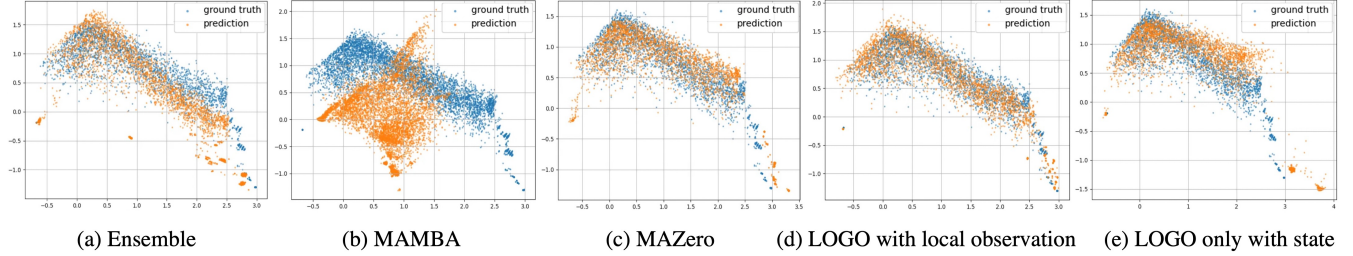 ground truth
prediction
1.5
1.0
0.5
0.0
−0.5
−1.0
−0.5 0.0 0.5 1.0 1.5 2.0 2.5 3.0
(a) Ensemble
ground truth
prediction
2.0
1.5
1.0
0.5
0.0
−0.5
−1.0
−0.5 0.0 0.5 1.0 1.5 2.0 2.5 3.0
(b) MAMBA
ground truth
prediction
1.5
1.0
0.5
0.0
−0.5
−1.0
−0.5 0.0 0.5 1.0 1.5 2.0 2.5 3.0 3.5
(c) MAZero
ground truth
prediction
2.0
1.5
1.0
0.5
0.0
−0.5
−1.0
−0.5 0.0 0.5 1.0 1.5 2.0 2.5 3.0
(d) LOGO with local observation
ground truth
prediction
1.5
1.0
0.5
0.0
−0.5
−1.0
−1.5
0 1 2 3 4
(e) LOGO only with state